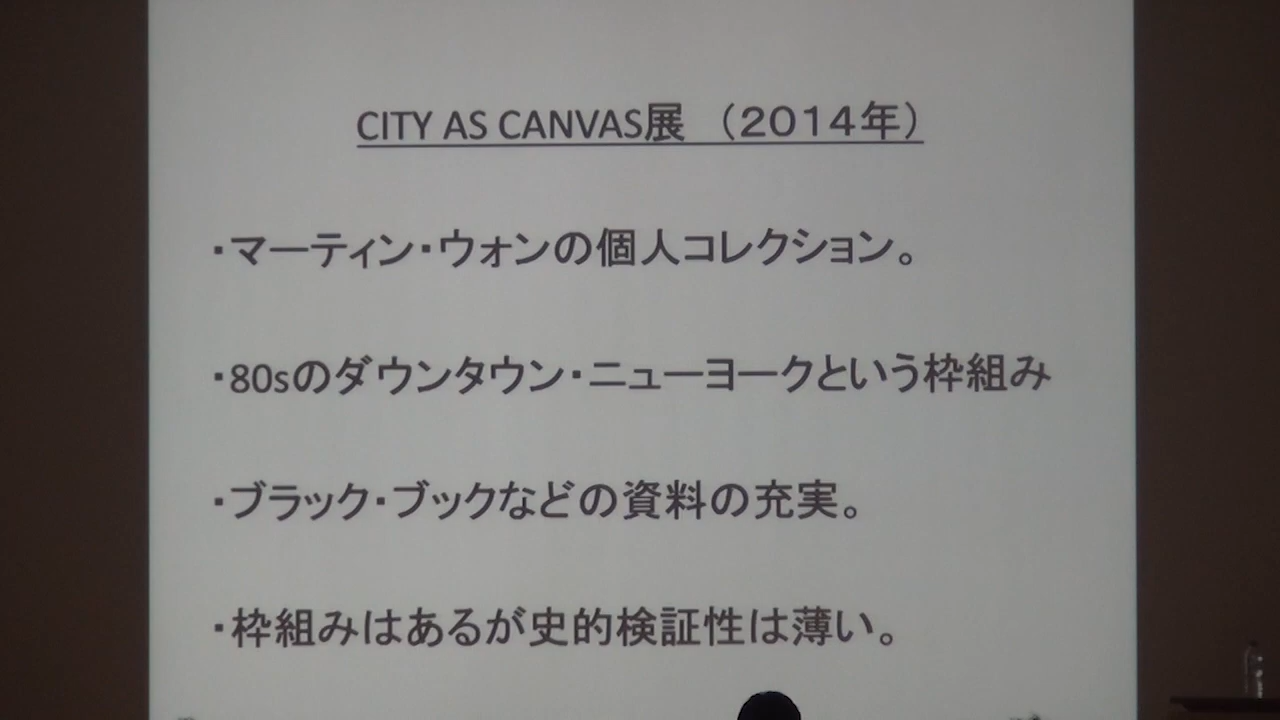 CITY AS CANVAS展 （２０１４年）
・マーティン・ウォンの個人コレクション。
・80sのダウンタウン・ニューヨークという枠組み
・ブラック・ブックなどの資料の充実。
・枠組みはあるが史的検証性は薄い。